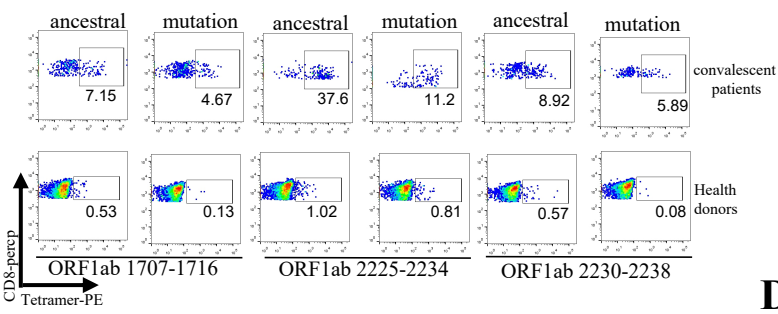 ancestral mutation ancestral mutation ancestral mutation
7.15 4.67 37.6 11.2 8.92 5.89
convalescent
patients
0.53 0.13 1.02 0.81 0.57 0.08
Health
donors
CD8-percp
ORF1ab 1707-1716 ORF1ab 2225-2234 ORF1ab 2230-2238
Tetramer-PE
D